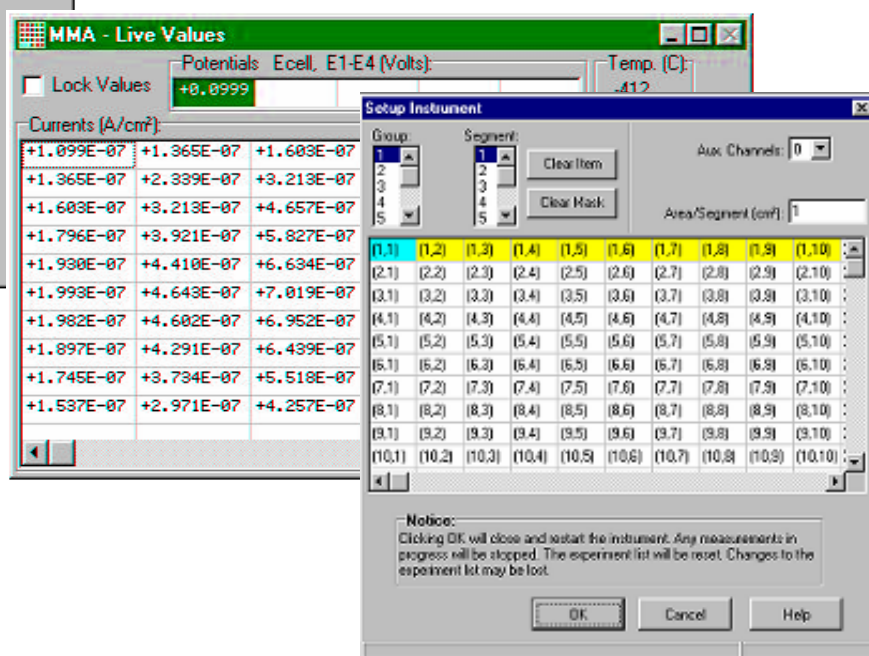 MMA - Live Values
Lock Values
Potentials Ecell, E1-E4 (Volts):
+0.0999
Temp. (C):
-412
Currents (A/cm²):
+1.099E-07 +1.365E-07 +1.603E-07
+1.365E-07 +2.339E-07 +3.213E-07
+1.603E-07 +3.213E-07 +4.657E-07
+1.796E-07 +3.921E-07 +5.827E-07
+1.930E-07 +4.410E-07 +6.634E-07
+1.993E-07 +4.643E-07 +7.019E-07
+1.982E-07 +4.602E-07 +6.952E-07
+1.897E-07 +4.291E-07 +6.439E-07
+1.745E-07 +3.734E-07 +5.518E-07
+1.537E-07 +2.971E-07 +4.257E-07
Setup Instrument
Group:
1
2
3
4
5
Segment:
1
2
3
4
5
Clear Item
Clear Mask
Aux. Channels: 0
Area/Segment (cm²): 1
(1,1) (1,2) (1,3) (1,4) (1,5) (1,6) (1,7) (1,8) (1,9) (1,10)
(2,1) (2,2) (2,3) (2,4) (2,5) (2,6) (2,7) (2,8) (2,9) (2,10)
(3,1) (3,2) (3,3) (3,4) (3,5) (3,6) (3,7) (3,8) (3,9) (3,10)
(4,1) (4,2) (4,3) (4,4) (4,5) (4,6) (4,7) (4,8) (4,9) (4,10)
(5,1) (5,2) (5,3) (5,4) (5,5) (5,6) (5,7) (5,8) (5,9) (5,10)
(6,1) (6,2) (6,3) (6,4) (6,5) (6,6) (6,7) (6,8) (6,9) (6,10)
(7,1) (7,2) (7,3) (7,4) (7,5) (7,6) (7,7) (7,8) (7,9) (7,10)
(8,1) (8,2) (8,3) (8,4) (8,5) (8,6) (8,7) (8,8) (8,9) (8,10)
(9,1) (9,2) (9,3) (9,4) (9,5) (9,6) (9,7) (9,8) (9,9) (9,10)
(10,1) (10,2) (10,3) (10,4) (10,5) (10,6) (10,7) (10,8) (10,9) (10,10)
Notice:
Clicking OK will close and restart the instrument. Any measurements in
progress will be stopped. The experiment list will be reset. Changes to the
experiment list may be lost.
OK
Cancel
Help